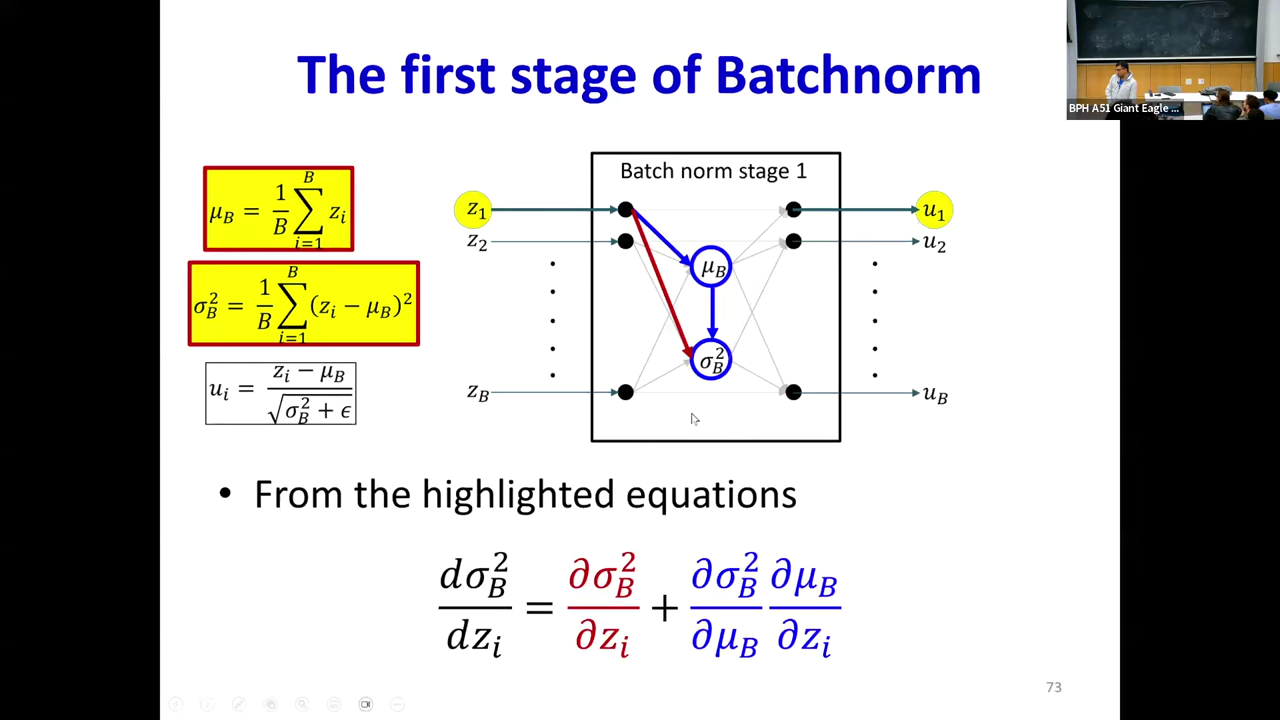 The first stage of Batchnorm
BPH A51 Giant Eagle ...
μ_B = 1/B ∑_{i=1}^{B} z_i
σ_B^2 = 1/B ∑_{i=1}^{B} (z_i − μ_B)^2
u_i = (z_i − μ_B) / √(σ_B^2 + ϵ)
Batch norm stage 1
z_1
u_1
z_2
u_2
μ_B
σ_B^2
z_B
u_B
• From the highlighted equations
dσ_B^2/dz_i = ∂σ_B^2/∂z_i + ∂σ_B^2/∂μ_B ∂μ_B/∂z_i
73